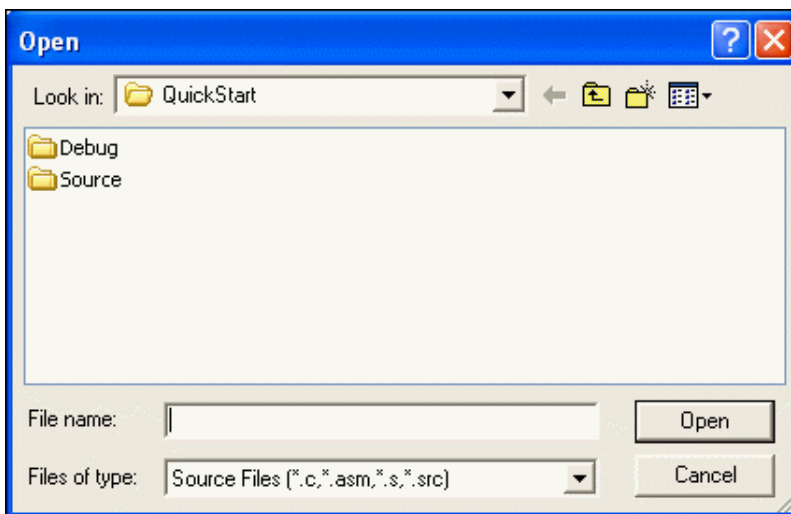 Open
Look in: QuickStart
Debug
Source
File name: Open
Files of type: Source Files (*.c,*.asm,*.s,*.src) Cancel